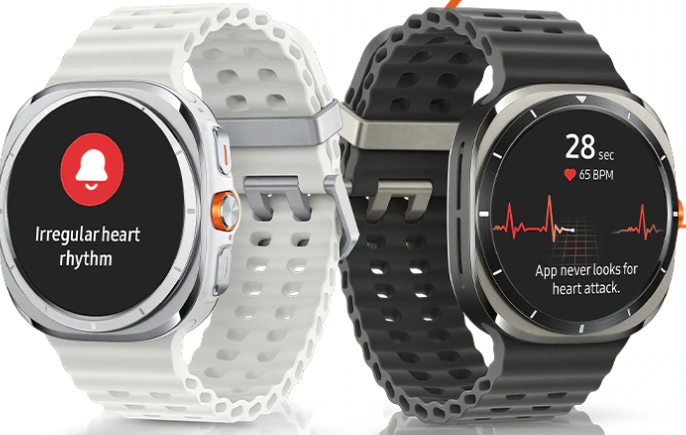 Irregular heart
rhythm
28 sec
65 BPM
App never looks for
heart attack.